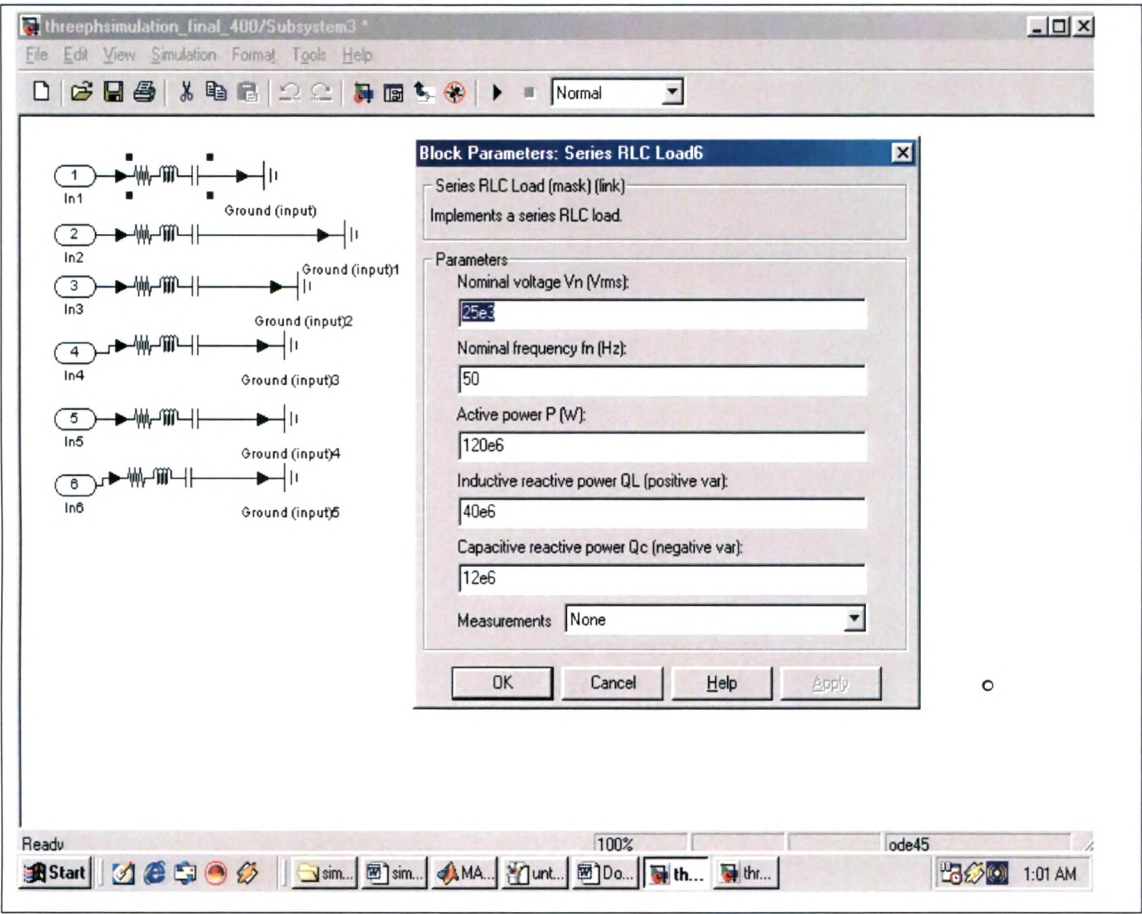 threephsimulation_final_400/Subsystem3 *
File Edit View Simulation Format Tools Help
Normal
1
In1
Ground (input)
2
In2
Ground (input)1
3
In3
Ground (input)2
4
In4
Ground (input)3
5
In5
Ground (input)4
6
In6
Ground (input)5
Block Parameters: Series RLC Load6
Series RLC Load (mask) (link)
Implements a series RLC load.
Parameters
Nominal voltage Vn (Vrms):
25e3
Nominal frequency fn (Hz):
50
Active power P (W):
120e6
Inductive reactive power QL (positive var):
40e6
Capacitive reactive power Qc (negative var):
12e6
Measurements None
OK Cancel Help Apply
Ready 100% ode45
Start sim... sim... MA... unt... Do... th... thr... 1:01 AM